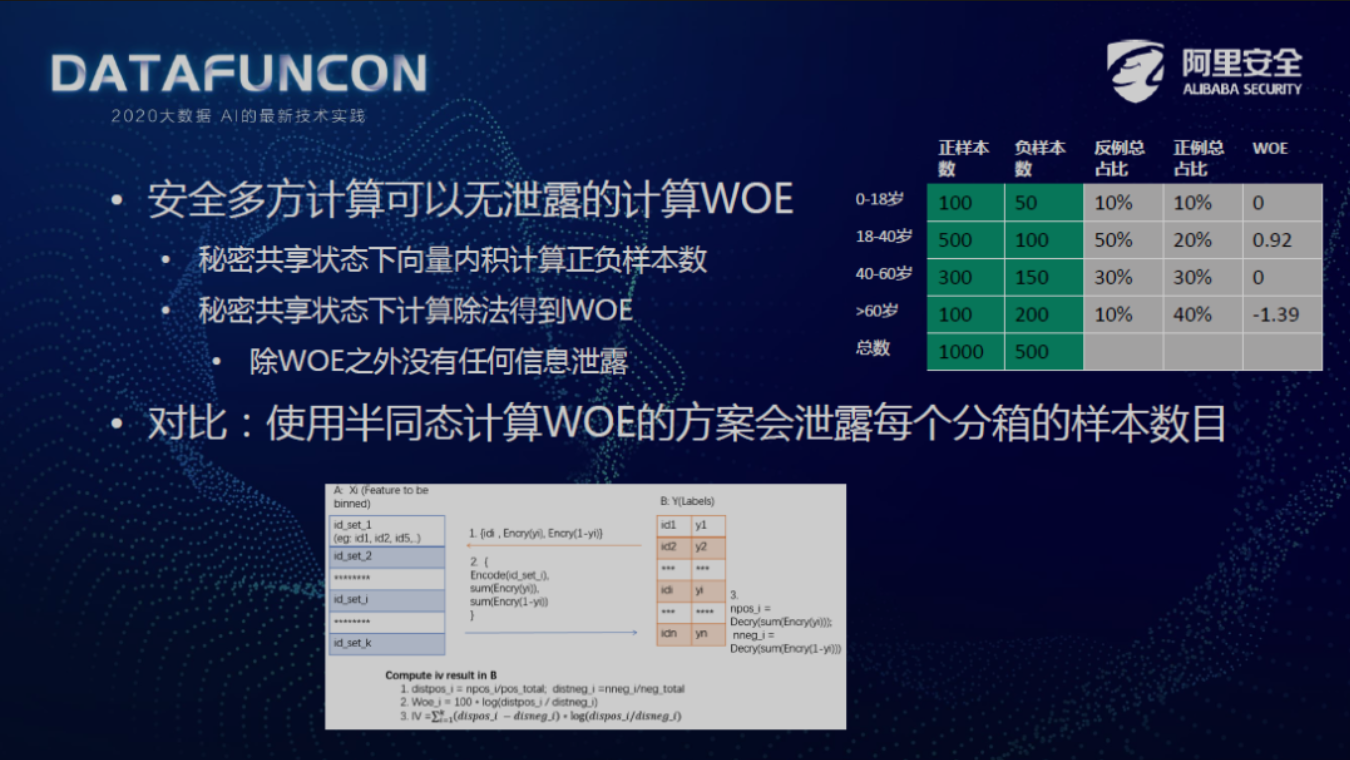 DATAFUNCON
2020大数据 AI的最新技术实践
阿里安全
ALIBABA SECURITY
正样本数 负样本数 反例总占比 正例总占比 WOE
0-18岁 100 50 10% 10% 0
18-40岁 500 100 50% 20% 0.92
40-60岁 300 150 30% 30% 0
>60岁 100 200 10% 40% -1.39
总数 1000 500
• 安全多方计算可以无泄露的计算WOE
• 秘密共享状态下向量内积计算正负样本数
• 秘密共享状态下计算除法得到WOE
• 除WOE之外没有任何信息泄露
• 对比：使用半同态计算WOE的方案会泄露每个分箱的样本数目
A: Xi (Feature to be
binned)
id_set_1
(eg: id1, id2, id5,..)
id_set_2
********
id_set_i
********
id_set_k
1. {idi , Encry(yi), Encry(1-yi)}
2. {
Encode(id_set_i),
sum(Encry(yi)),
sum(Encry(1-yi))
}
B: Y(Labels)
id1 y1
id2 y2
*** ***
idi yi
*** ****
idn yn
3.
npos_i =
Decry(sum(Encry(yi)));
nneg_i =
Decry(sum(Encry(1-yi)))
Compute iv result in B
1. distpos_i = npos_i/pos_total; distneg_i =nneg_i/neg_total
2. Woe_i = 100 * log(distpos_i / distneg_i)
3. IV =∑ᵏᵢ₌₁(dispos_i − disneg_i) * log(dispos_i/disneg_i)